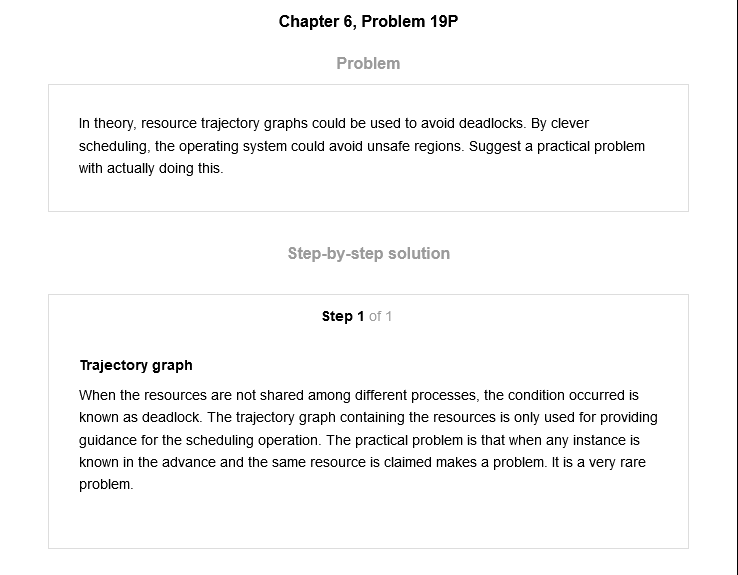 Chapter 6, Problem 19P
Problem
In theory, resource trajectory graphs could be used to avoid deadlocks. By clever
scheduling, the operating system could avoid unsafe regions. Suggest a practical problem
with actually doing this.
Step-by-step solution
Step 1 of 1
Trajectory graph
When the resources are not shared among different processes, the condition occurred is
known as deadlock. The trajectory graph containing the resources is only used for providing
guidance for the scheduling operation. The practical problem is that when any instance is
known in the advance and the same resource is claimed makes a problem. It is a very rare
problem.